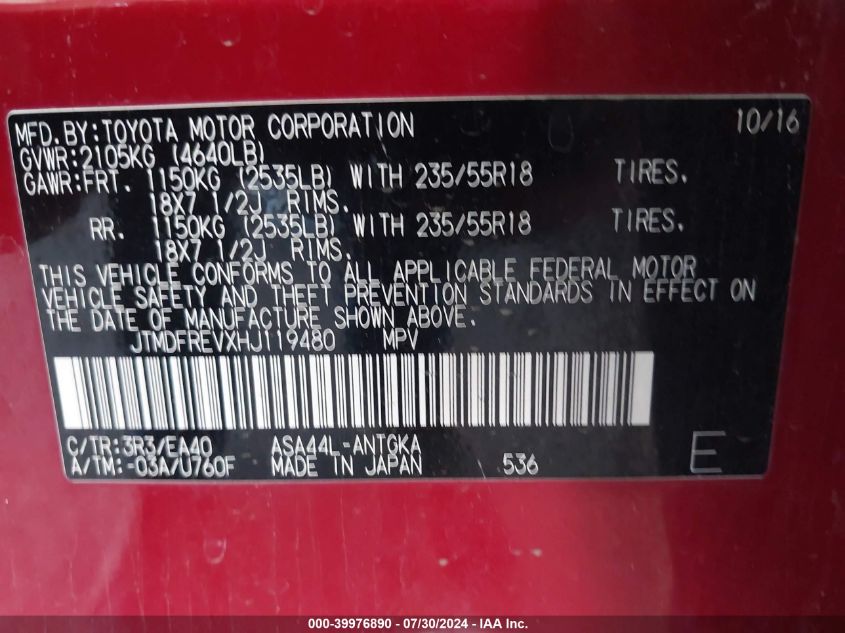 MFD. BY: TOYOTA MOTOR CORPORATION 10/16
GVWR: 2105KG (4640LB)
GAWR: FRT. 1150KG (2535LB) WITH 235/55R18 TIRES.
18X7 1/2J RIMS.
RR. 1150KG (2535LB) WITH 235/55R18 TIRES.
18X7 1/2J RIMS.
THIS VEHICLE CONFORMS TO ALL APPLICABLE FEDERAL MOTOR
VEHICLE SAFETY AND THEFT PREVENTION STANDARDS IN EFFECT ON
THE DATE OF MANUFACTURE SHOWN ABOVE.
JTMDFREVXHJ119480 MPV
C/TR: 3R3/EA40 ASA44L-ANTGKA
A/TM: -03A/U760F MADE IN JAPAN 536 E
000-39976890 - 07/30/2024 - IAA Inc.